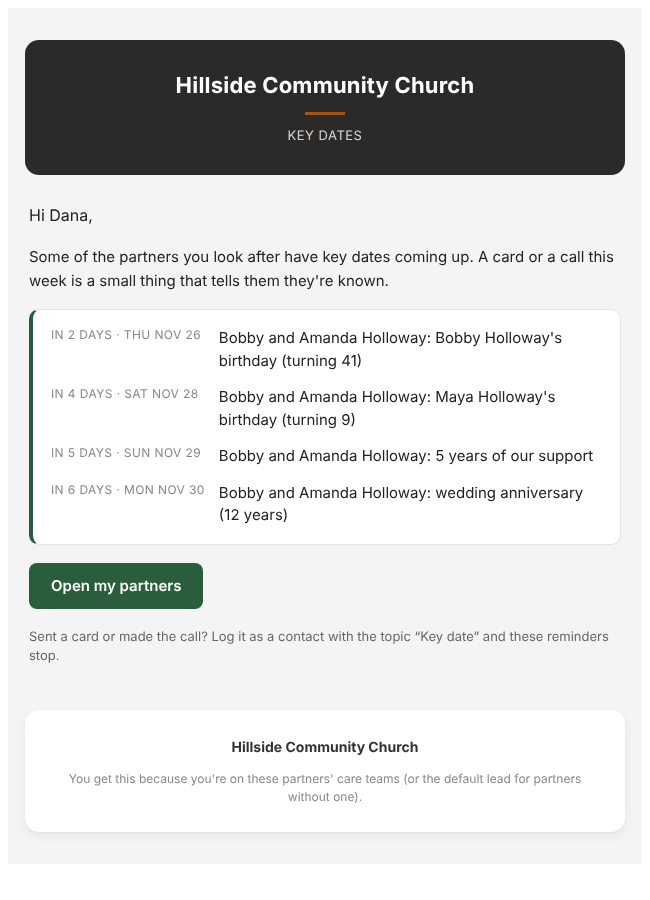 Hillside Community Church
KEY DATES
Hi Dana,
Some of the partners you look after have key dates coming up. A card or a call this
week is a small thing that tells them they're known.
IN 2 DAYS · THU NOV 26
Bobby and Amanda Holloway: Bobby Holloway's
birthday (turning 41)
IN 4 DAYS · SAT NOV 28
Bobby and Amanda Holloway: Maya Holloway's
birthday (turning 9)
IN 5 DAYS · SUN NOV 29
Bobby and Amanda Holloway: 5 years of our support
IN 6 DAYS · MON NOV 30
Bobby and Amanda Holloway: wedding anniversary
(12 years)
Open my partners
Sent a card or made the call? Log it as a contact with the topic “Key date” and these reminders
stop.
Hillside Community Church
You get this because you're on these partners' care teams (or the default lead for partners
without one).